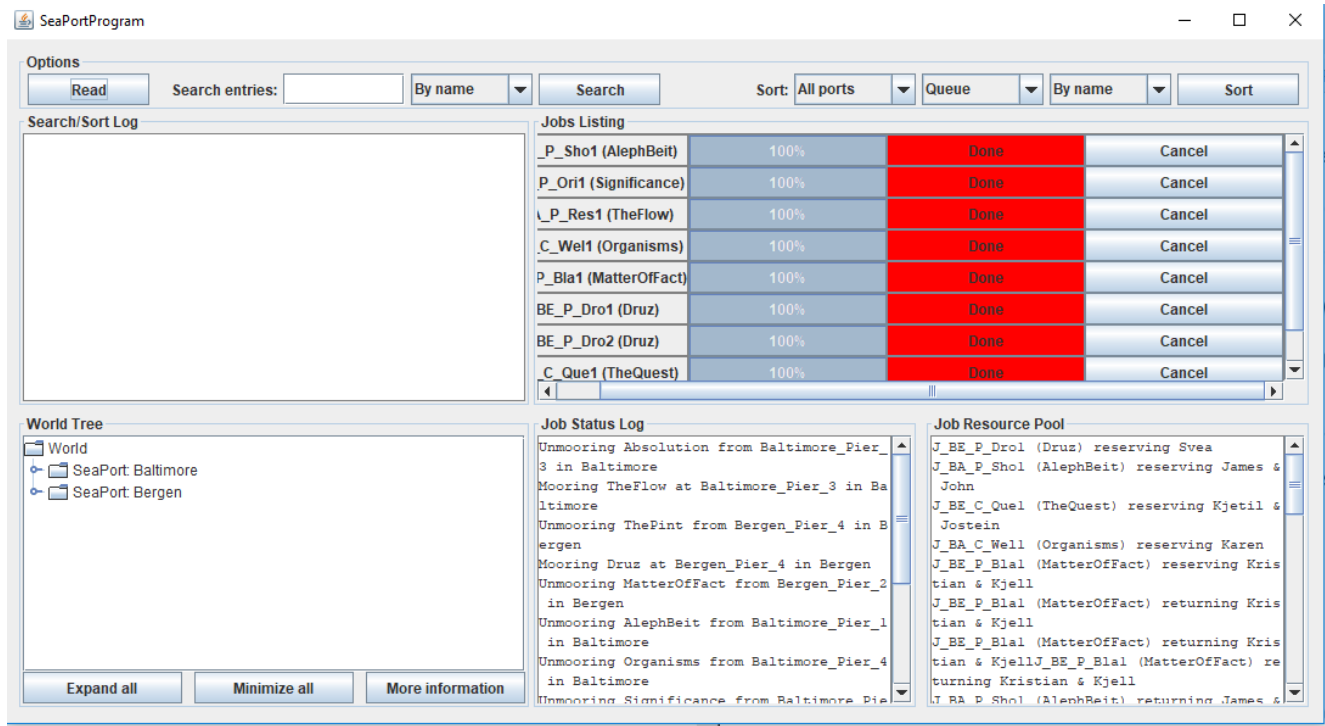 SeaPortProgram
Options
Read Search entries: By name Search Sort: All ports Queue By name Sort
Search/Sort Log
Jobs Listing
_P_Sho1 (AlephBeit) 100% Done Cancel
P_Ori1 (Significance) 100% Done Cancel
_P_Res1 (TheFlow) 100% Done Cancel
_C_Wel1 (Organisms) 100% Done Cancel
P_Bla1 (MatterOfFact) 100% Done Cancel
BE_P_Dro1 (Druz) 100% Done Cancel
BE_P_Dro2 (Druz) 100% Done Cancel
_C_Que1 (TheQuest) 100% Done Cancel
World Tree
World
SeaPort: Baltimore
SeaPort: Bergen
Expand all Minimize all More information
Job Status Log
Unmooring Absolution from Baltimore_Pier_
3 in Baltimore
Mooring TheFlow at Baltimore_Pier_3 in Ba
ltimore
Unmooring ThePint from Bergen_Pier_4 in B
ergen
Mooring Druz at Bergen_Pier_4 in Bergen
Unmooring MatterOfFact from Bergen_Pier_2
in Bergen
Unmooring AlephBeit from Baltimore_Pier_1
in Baltimore
Unmooring Organisms from Baltimore_Pier_4
in Baltimore
Unmooring Significance from Baltimore_Pie
Job Resource Pool
J_BE_P_Dro1 (Druz) reserving Svea
J_BA_P_Sho1 (AlephBeit) reserving James &
John
J_BE_C_Que1 (TheQuest) reserving Kjetil &
Jostein
J_BA_C_Wel1 (Organisms) reserving Karen
J_BE_P_Bla1 (MatterOfFact) reserving Kris
tian & Kjell
J_BE_P_Bla1 (MatterOfFact) returning Kris
tian & Kjell
J_BE_P_Bla1 (MatterOfFact) returning Kris
tian & KjellJ_BE_P_Bla1 (MatterOfFact) re
turning Kristian & Kjell
J_BA_P_Sho1 (AlephBeit) returning James &